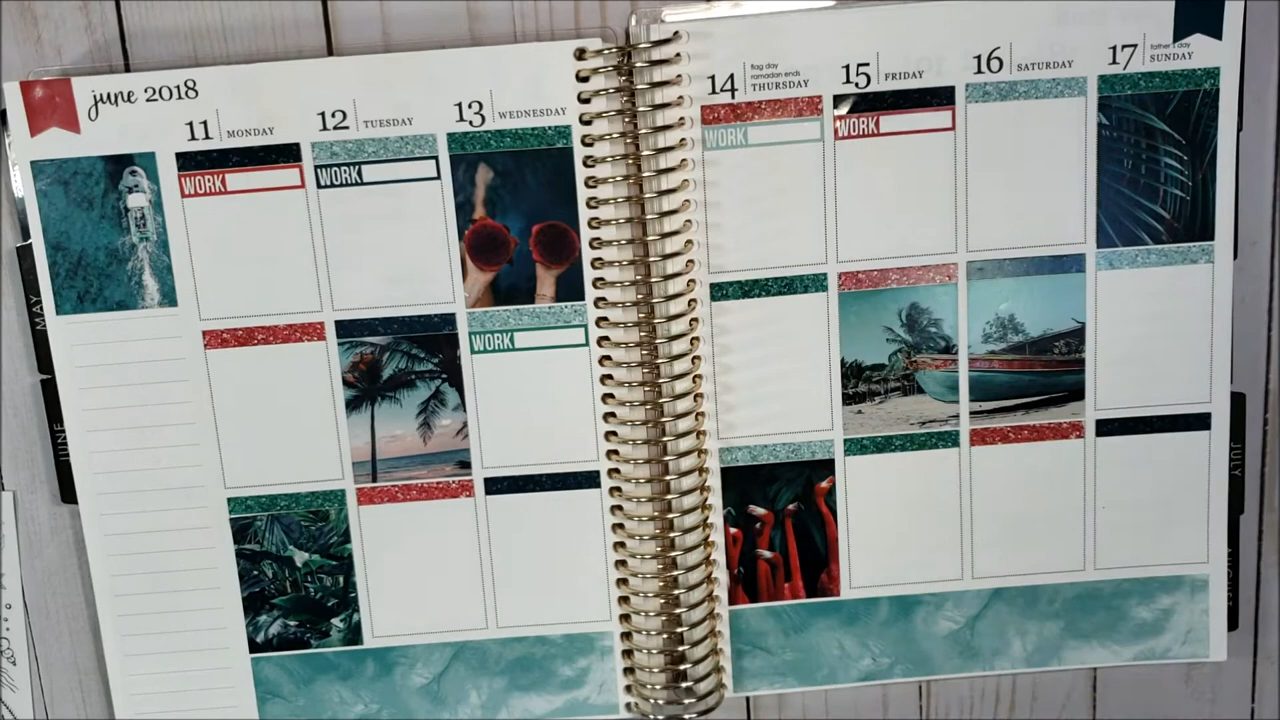 june 2018
11 MONDAY
12 TUESDAY
13 WEDNESDAY
14 flag day
ramadan ends
THURSDAY
15 FRIDAY
16 SATURDAY
17 father's day
SUNDAY
WORK
WORK
WORK
WORK
WORK
MAY
JUNE
JULY
AUGUST